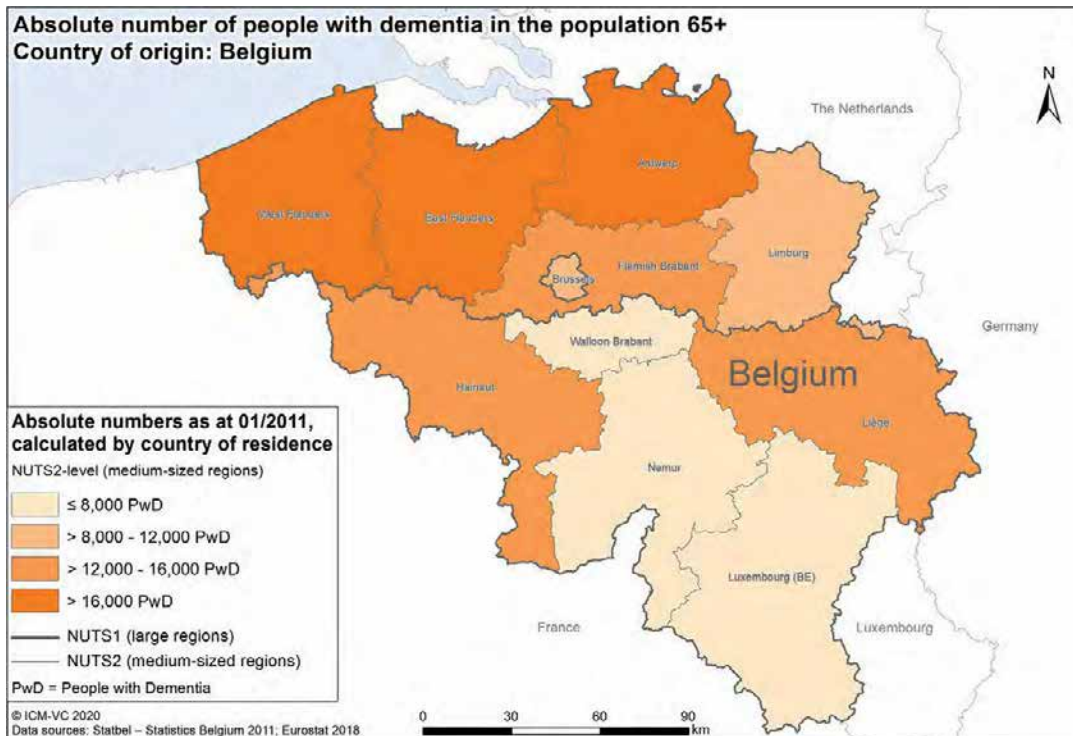 Absolute number of people with dementia in the population 65+
Country of origin: Belgium
N
The Netherlands
Antwerp
West Flanders
East Flanders
Limburg
Flemish Brabant
Brussels
Germany
Walloon Brabant
Belgium
Hainaut
Liège
Namur
Luxembourg (BE)
France
Luxembourg
Absolute numbers as at 01/2011,
calculated by country of residence
NUTS2-level (medium-sized regions)
≤ 8,000 PwD
> 8,000 - 12,000 PwD
> 12,000 - 16,000 PwD
> 16,000 PwD
NUTS1 (large regions)
NUTS2 (medium-sized regions)
PwD = People with Dementia
© ICM-VC 2020
Data sources: Statbel – Statistics Belgium 2011; Eurostat 2018
0 30 60 90
km